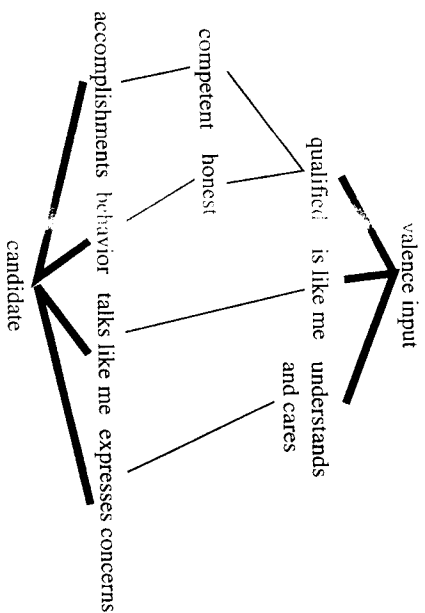 valence input
qualified is like me understands
and cares
competent honest
accomplishments behavior talks like me expresses concerns
candidate